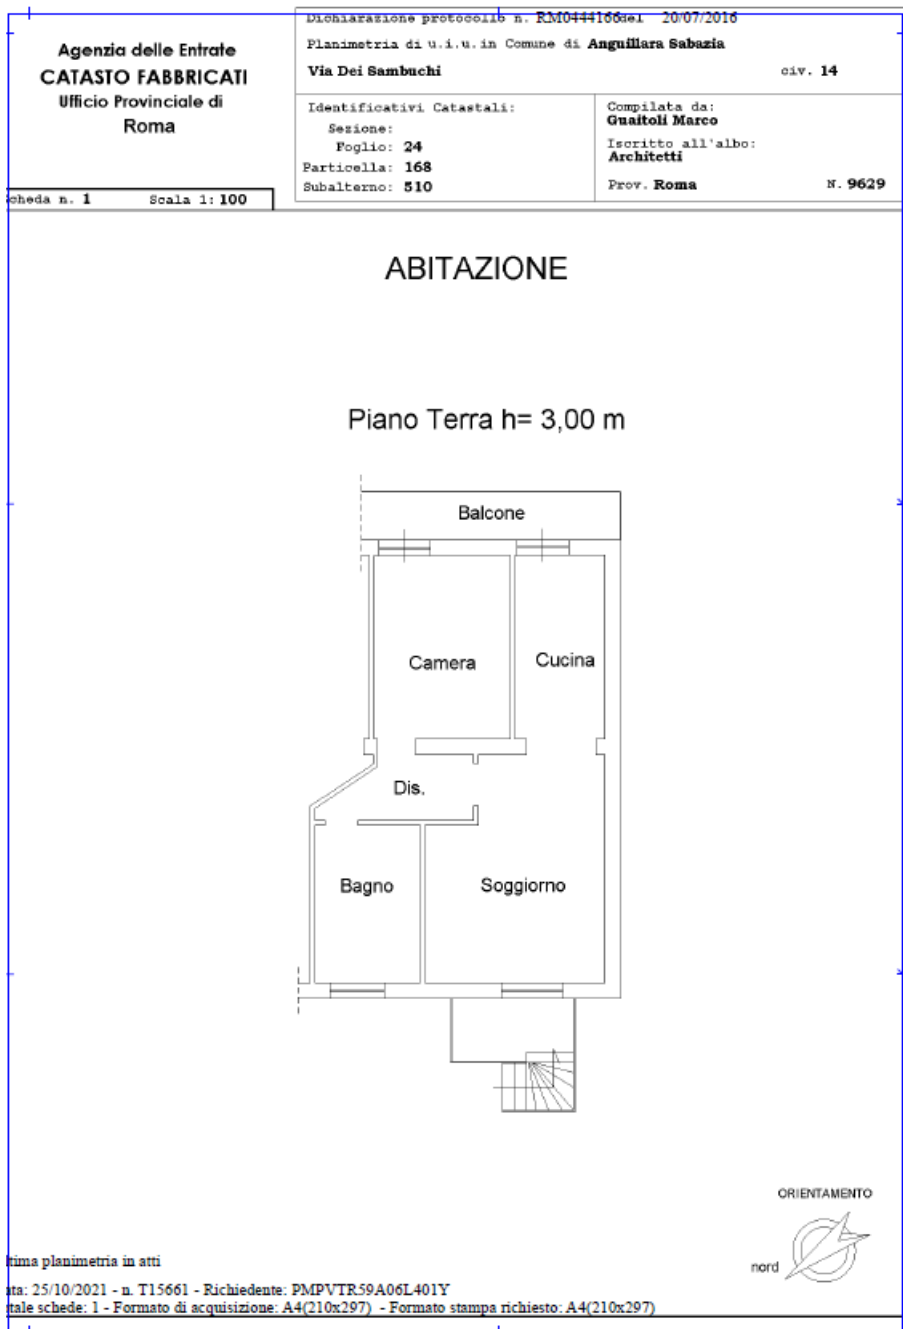 Agenzia delle Entrate
CATASTO FABBRICATI
Ufficio Provinciale di
Roma
cheda n. 1 Scala 1:100
Dichiarazione protocollo n. RM0444166del 20/07/2016
Planimetria di u.i.u.in Comune di Anguillara Sabazia
Via Dei Sambuchi civ. 14
Identificativi Catastali:
Sezione:
Foglio: 24
Particella: 168
Subalterno: 510
Compilata da:
Guaitoli Marco
Iscritto all'albo:
Architetti
Prov. Roma N. 9629
ABITAZIONE
Piano Terra h= 3,00 m
Balcone
Camera
Cucina
Dis.
Bagno
Soggiorno
ORIENTAMENTO
nord
tima planimetria in atti
ata: 25/10/2021 - n. T15661 - Richiedente: PMPVTR59A06L401Y
tale schede: 1 - Formato di acquisizione: A4(210x297) - Formato stampa richiesto: A4(210x297)